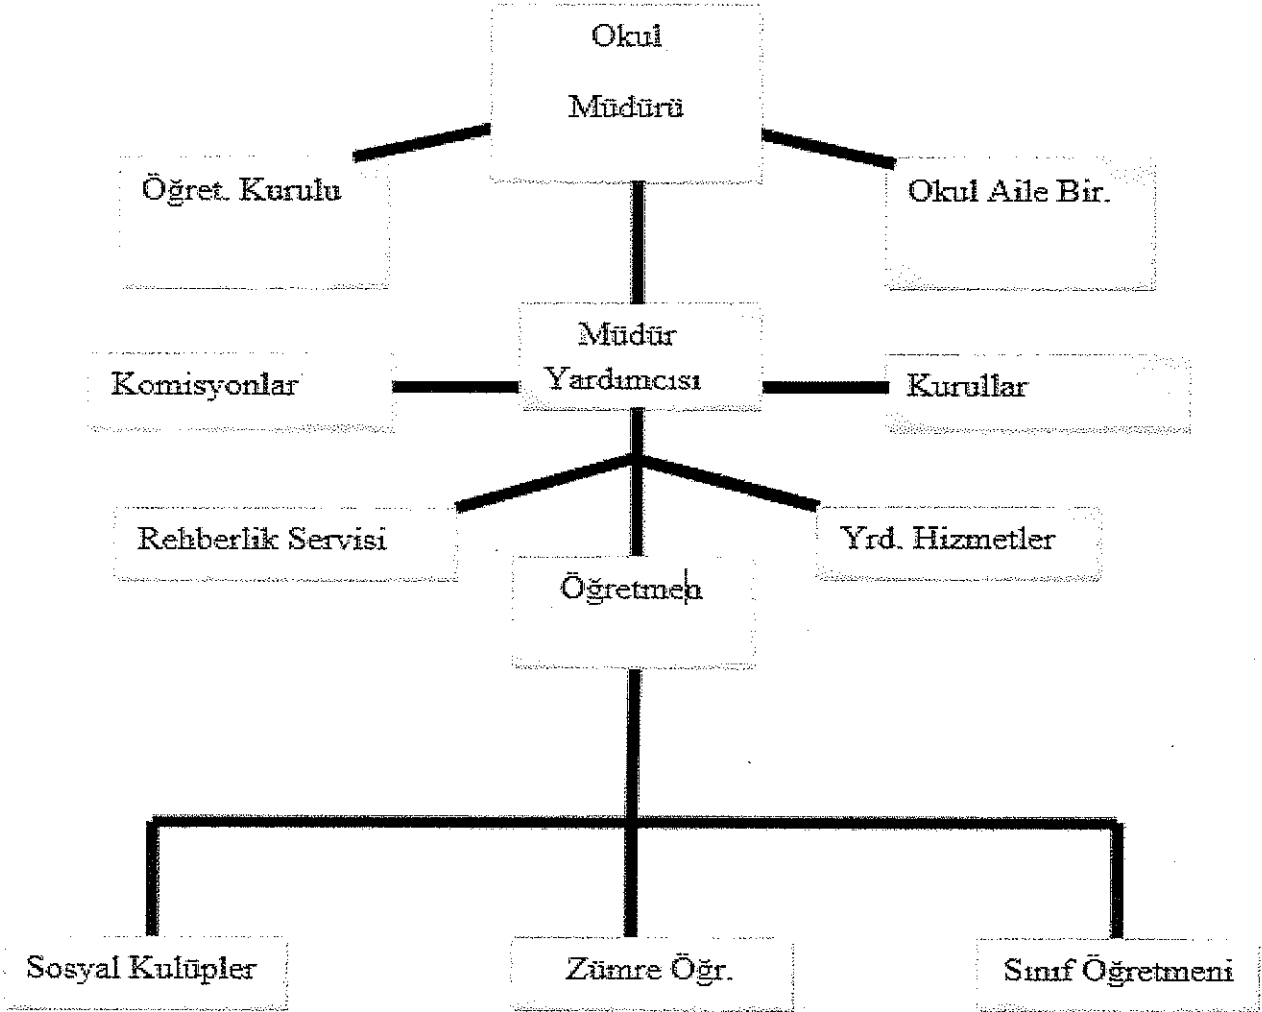 Okul
Müdürü
Öğret. Kurulu
Okul Aile Bir.
Müdür
Yardımcısı
Komisyonlar
Kurullar
Rehberlik Servisi
Yrd. Hizmetler
Öğretmen
Sosyal Kulüpler
Zümre Öğr.
Sınıf Öğretmeni